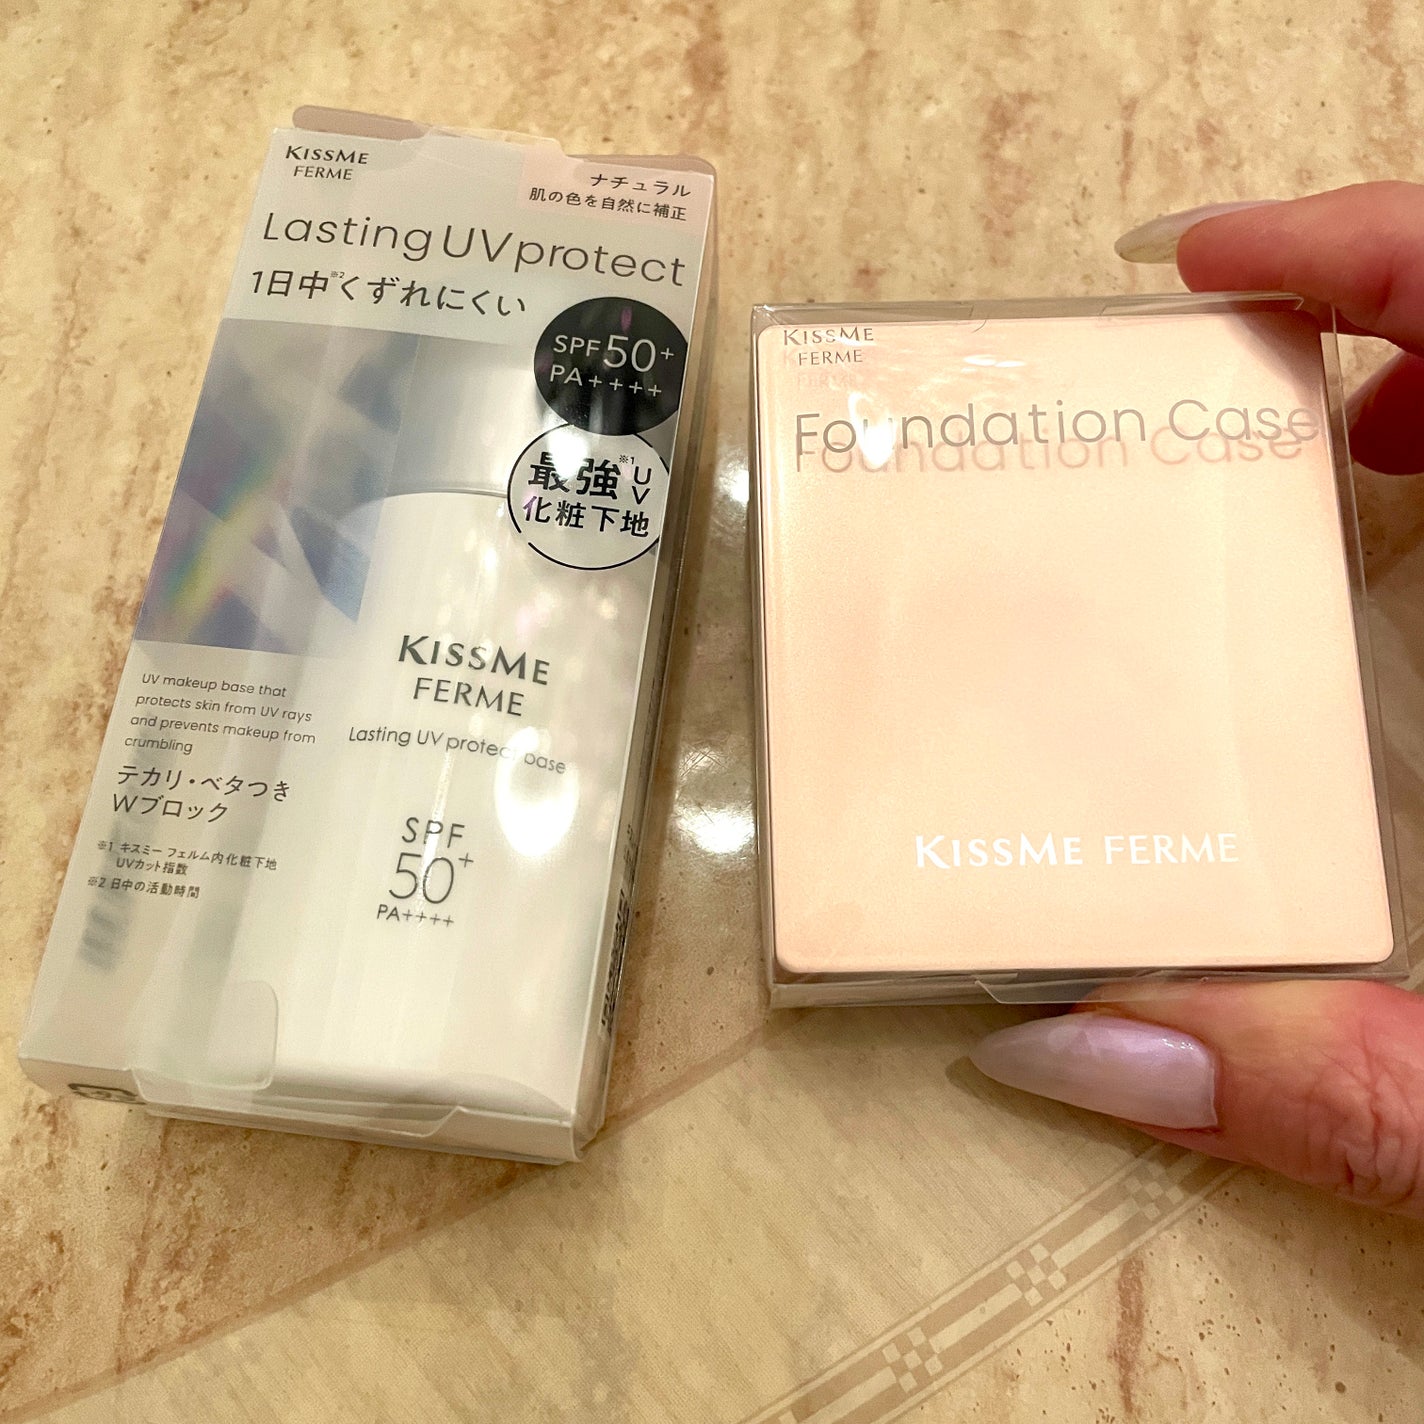 KISSME
FERME
ナチュラル
肌の色を自然に補正
Lasting UV protect
1日中※2くずれにくい
SPF 50+
PA++++
最強※1UV
化粧下地
KISSME
FERME
Lasting UV protect base
SPF
50+
PA++++
UV makeup base that
protects skin from UV rays
and prevents makeup from
crumbling
テカリ・ベタつき
Wブロック
※1 キスミー フェルム内化粧下地
UVカット指数
※2 日中の活動時間
KISSME
FERME
Foundation Case
KISSME FERME